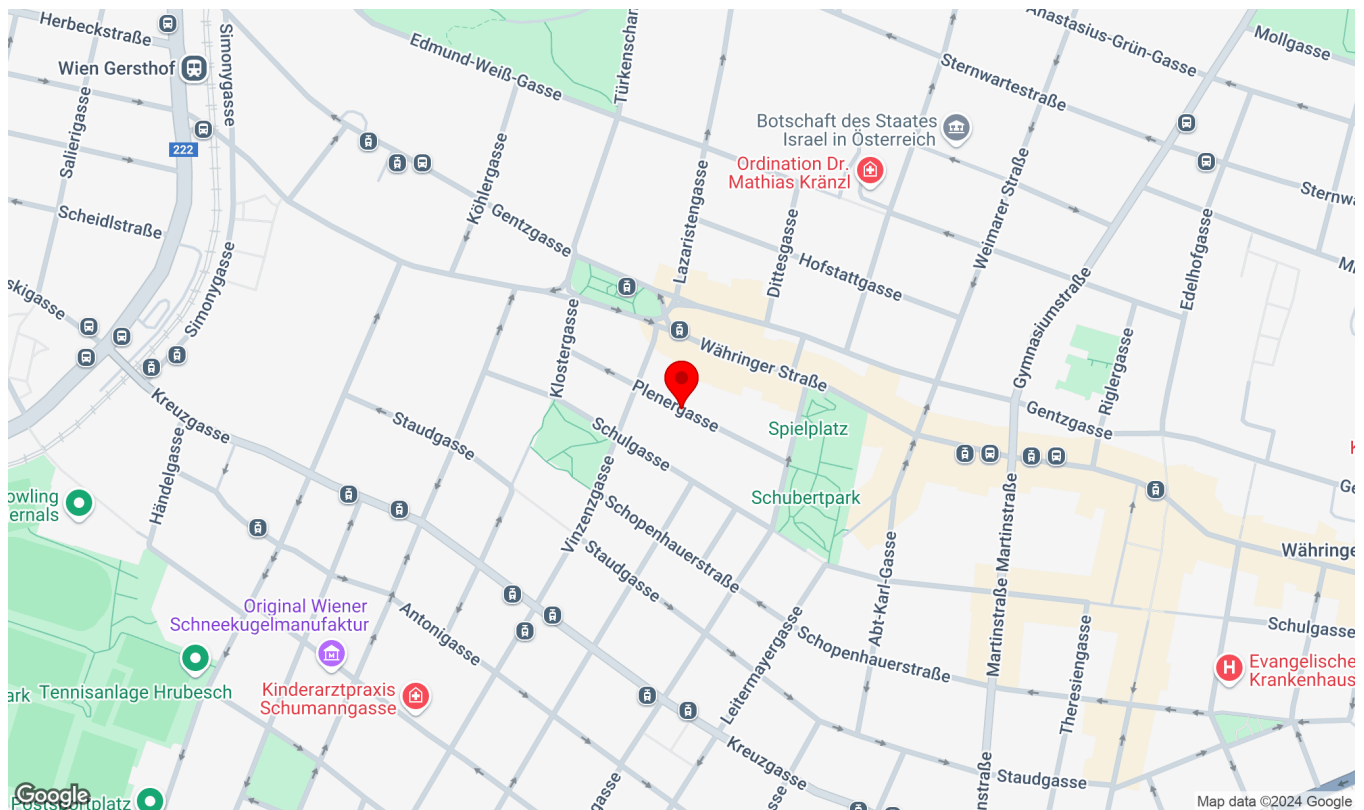 Herbeckstraße
Simonygasse
Wien Gersthof
Salierigasse
222
Scheidlstraße
Simonygasse
Edmund-Weiß-Gasse
Köhlergasse
Gentzgasse
Lazaristengasse
Botschaft des Staates
Israel in Österreich
Ordination Dr.
Mathias Kränzl
Sternwartestraße
Anastasius-Grün-Gasse
Mollgasse
Weimarer Straße
Dittesgasse
Hofstattgasse
Edelhofgasse
Gymnasiumstraße
Riglergasse
Gentzgasse
Klostergasse
Währinger Straße
Plenergasse
Spielplatz
Schubertpark
Schulgasse
Kreuzgasse
Staudgasse
Händelgasse
Vinzenzgasse
Schopenhauerstraße
Staudgasse
Original Wiener
Schneekugelmanufaktur
Antonigasse
Tennisanlage Hrubesch
Kinderarztpraxis
Schumanngasse
Leitermayergasse
Abt-Karl-Gasse
Schopenhauerstraße
Martinstraße
Martinstraße
Theresiengasse
Schulgasse
H
Evangelische
Krankenhaus
Kreuzgasse
Staudgasse
Google
Map data ©2024 Google